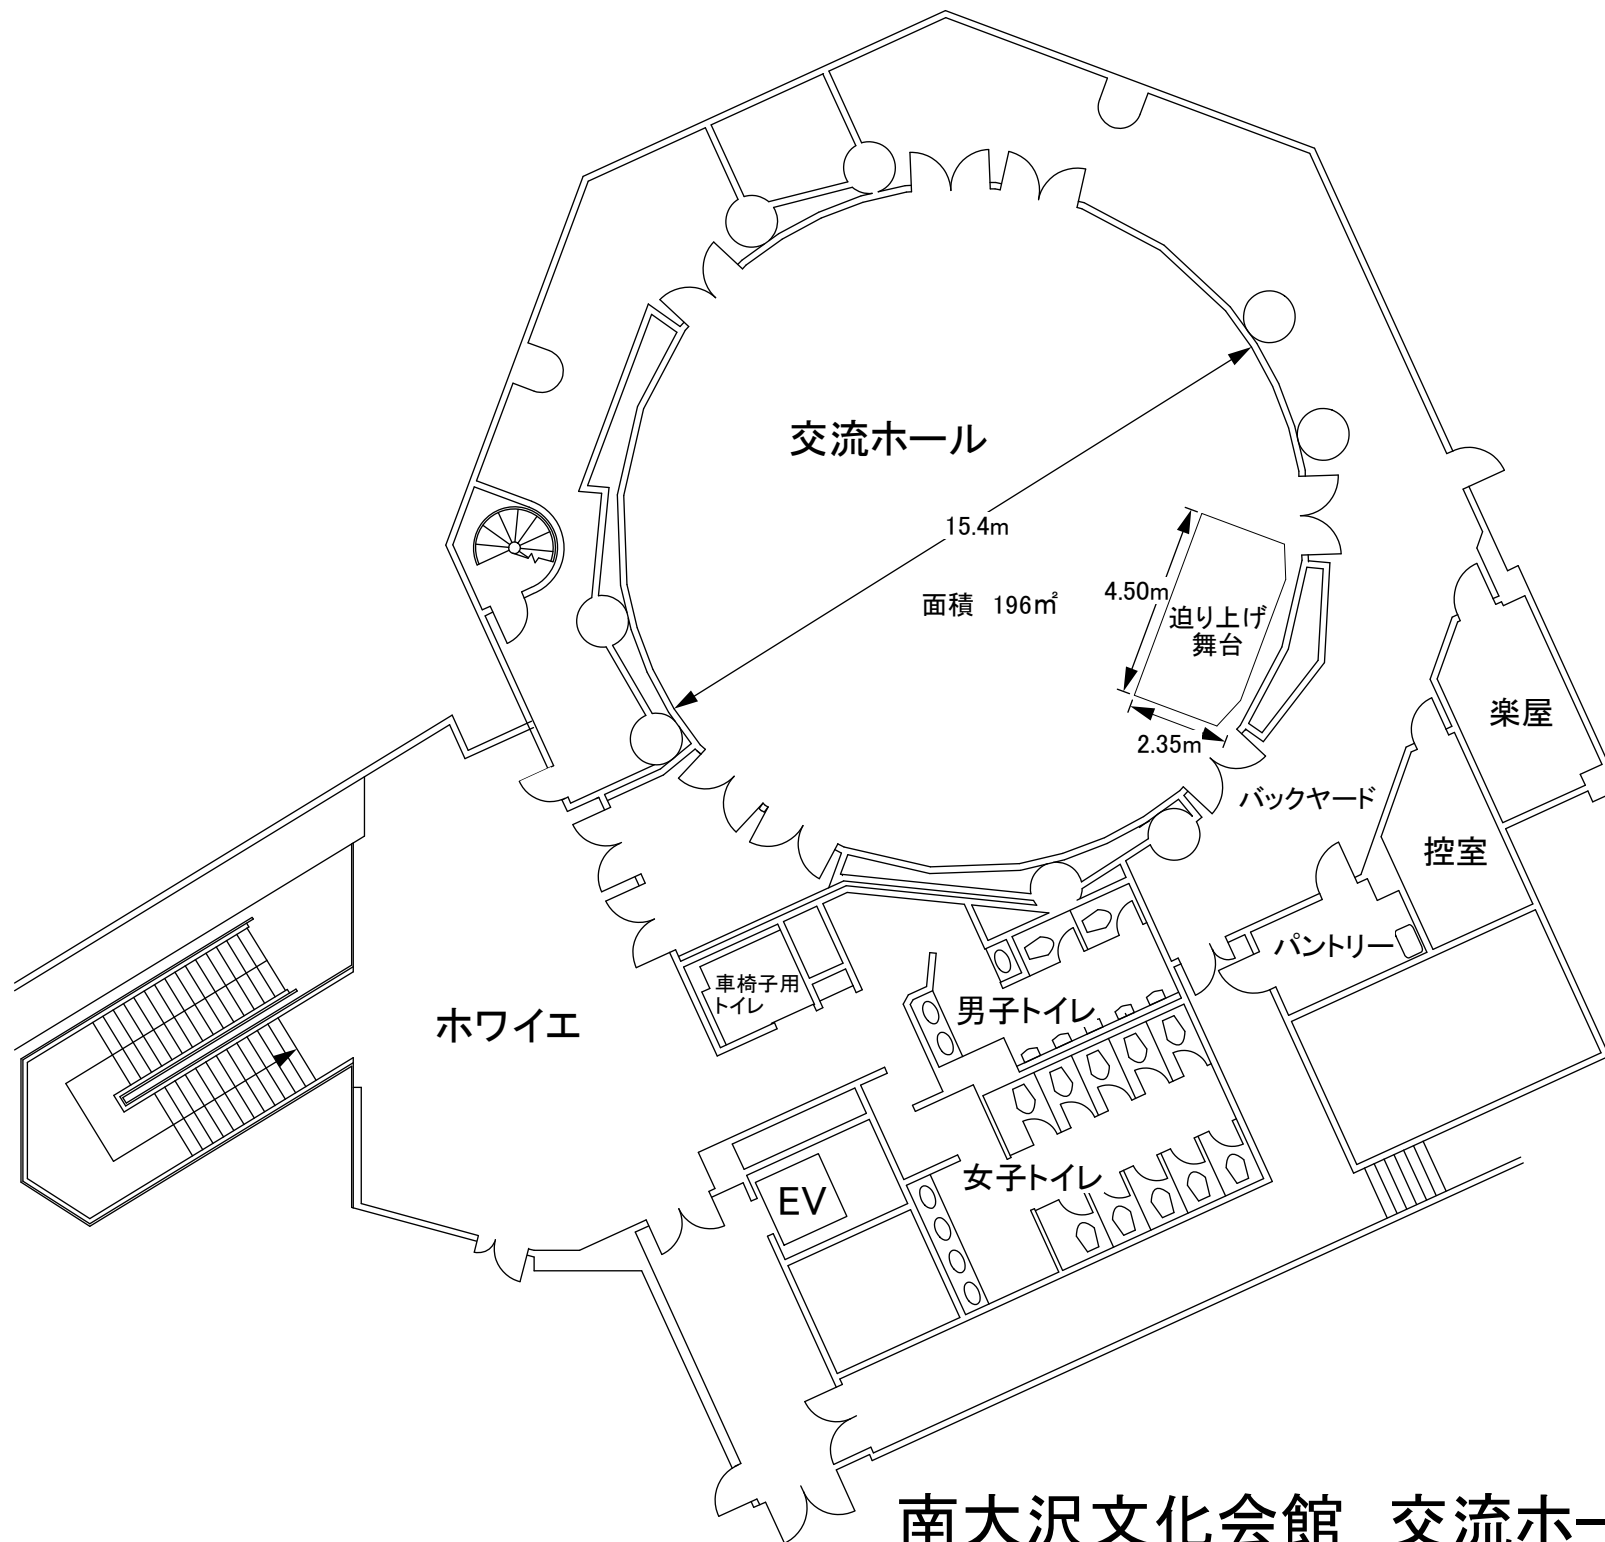 交流ホール
15.4m
面積 196㎡
4.50m
迫り上げ
舞台
2.35m
楽屋
バックヤード
控室
パントリー
車椅子用
トイレ
男子トイレ
ホワイエ
女子トイレ
EV
南大沢文化会館 交流ホー